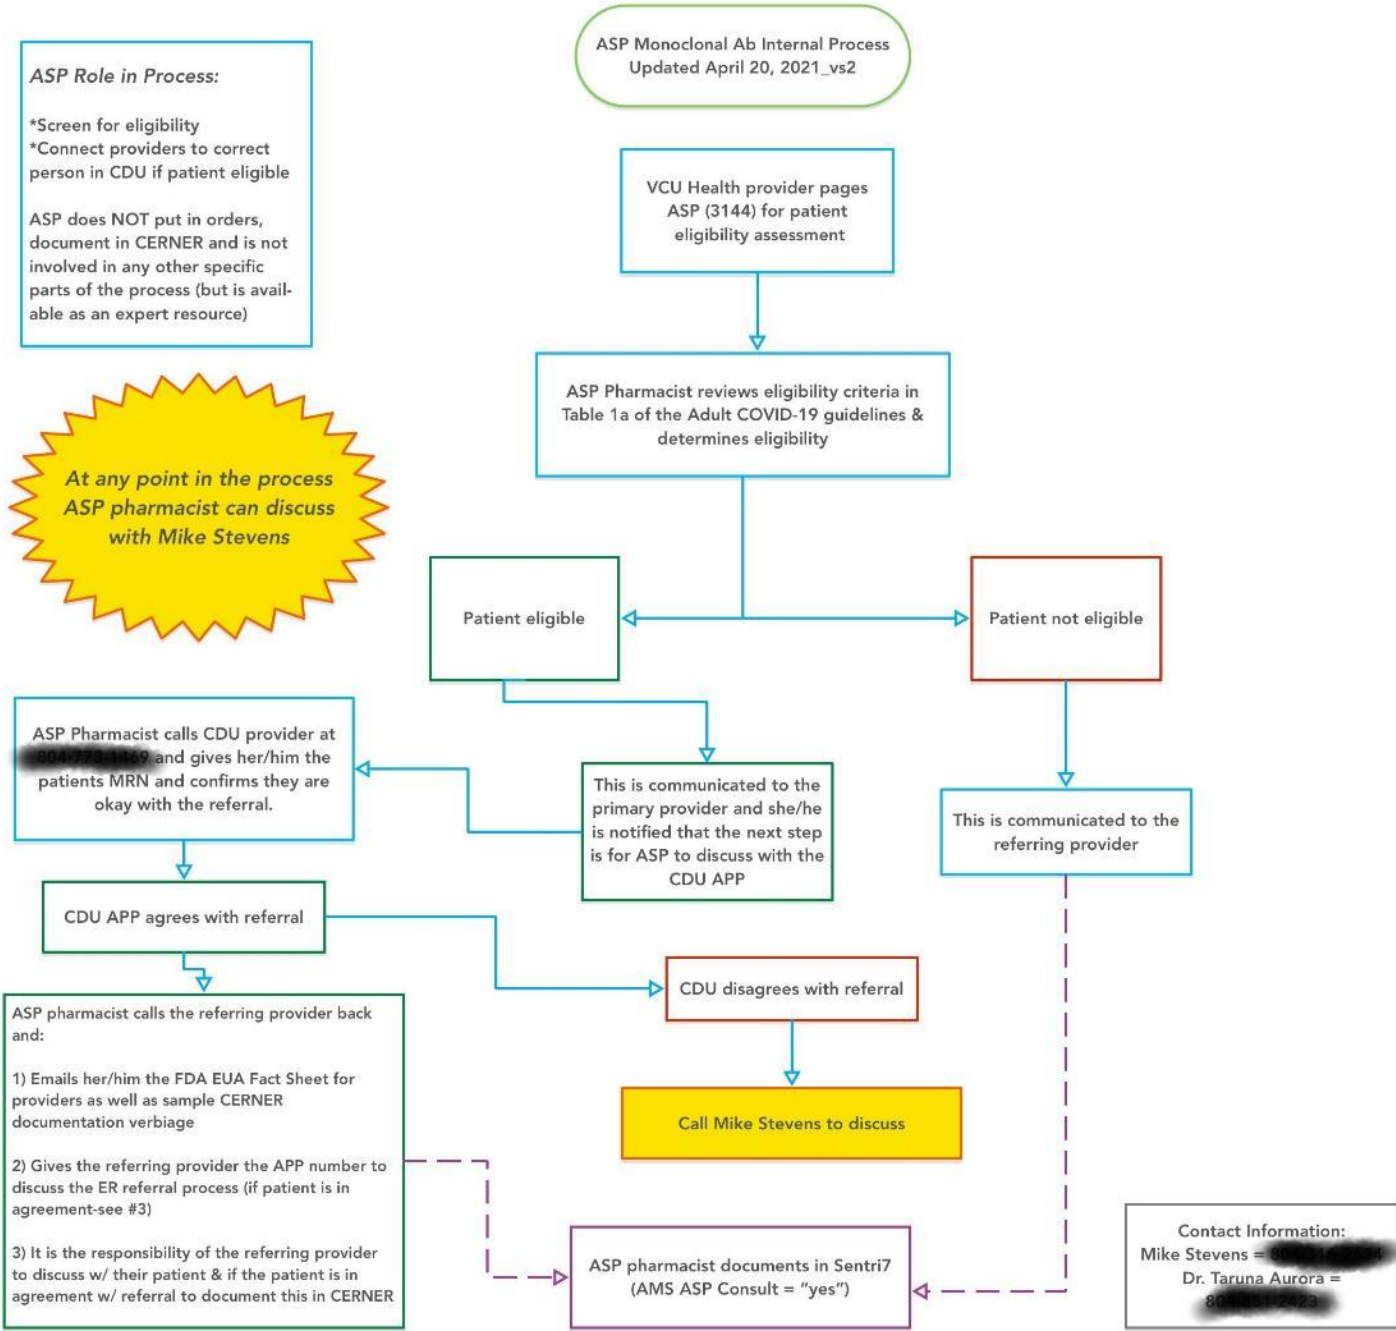 ASP Monoclonal Ab Internal Process
Updated April 20, 2021_vs2
ASP Role in Process:
*Screen for eligibility
*Connect providers to correct
person in CDU if patient eligible
ASP does NOT put in orders,
document in CERNER and is not
involved in any other specific
parts of the process (but is avail-
able as an expert resource)
At any point in the process
ASP pharmacist can discuss
with Mike Stevens
VCU Health provider pages
ASP (3144) for patient
eligibility assessment
ASP Pharmacist reviews eligibility criteria in
Table 1a of the Adult COVID-19 guidelines &
determines eligibility
Patient eligible
Patient not eligible
This is communicated to the
primary provider and she/he
is notified that the next step
is for ASP to discuss with the
CDU APP
This is communicated to the
referring provider
ASP Pharmacist calls CDU provider at
and gives her/him the
patients MRN and confirms they are
okay with the referral.
CDU APP agrees with referral
CDU disagrees with referral
Call Mike Stevens to discuss
ASP pharmacist calls the referring provider back
and:
1) Emails her/him the FDA EUA Fact Sheet for
providers as well as sample CERNER
documentation verbiage
2) Gives the referring provider the APP number to
discuss the ER referral process (if patient is in
agreement-see #3)
3) It is the responsibility of the referring provider
to discuss w/ their patient & if the patient is in
agreement w/ referral to document this in CERNER
ASP pharmacist documents in Sentri7
(AMS ASP Consult = “yes”)
Contact Information:
Mike Stevens =
Dr. Taruna Aurora =